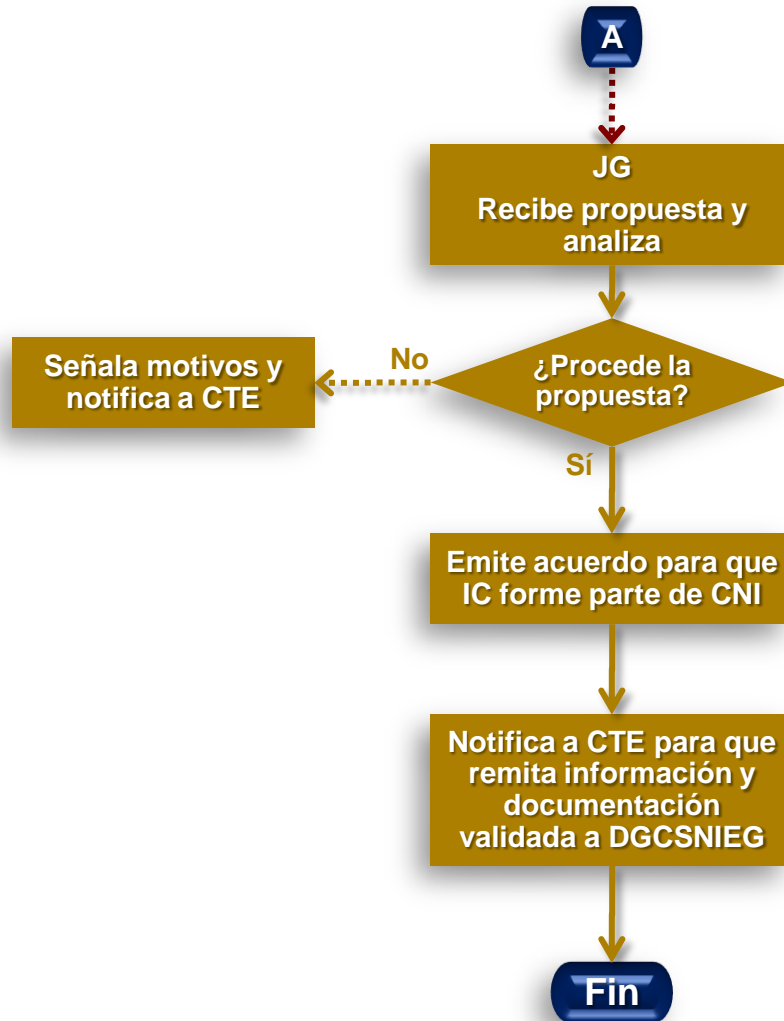 A
JG
Recibe propuesta y
analiza
¿Procede la
propuesta?
No
Señala motivos y
notifica a CTE
Sí
Emite acuerdo para que
IC forme parte de CNI
Notifica a CTE para que
remita información y
documentación
validada a DGCSNIEG
Fin